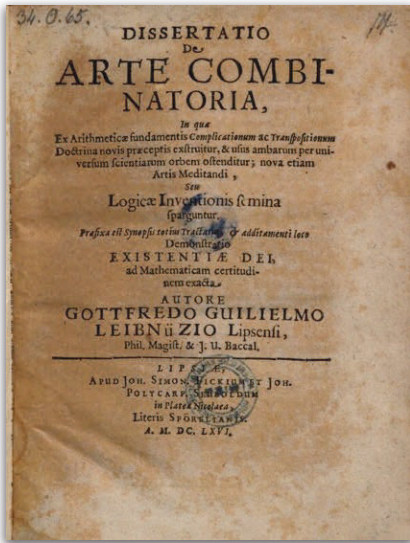 34. O. 65.
DISSERTATIO
De
ARTE COMBI-
NATORIA,
In qua
Ex Arithmeticæ fundamentis Complicationum ac Transpositionum
Doctrina novis præceptis exstruitur, & usus ambarum per uni-
versum scientiarum orbem ostenditur; nova etiam
Artis Meditandi,
Seu
Logicæ Inventionis semina
sparguntur.
Præfixa est Synopsis totius Tractatus, & additamenti loco
Demonstratio
EXISTENTIÆ DEI,
ad Mathematicam certitudi-
nem exacta.
AUTORE
GOTTFREDO GUILIELMO
LEIBNüZIO Lipsensi,
Phil. Magist. & J. U. Baccal.
LIPSIÆ,
APUD JOH. SIMON. FICKIUM ET JOH.
POLYCARP. SEUBOLDUM
in Platea Nicolaea,
Literis SPÖRELIANIS.
A. M. DC. LXVI.